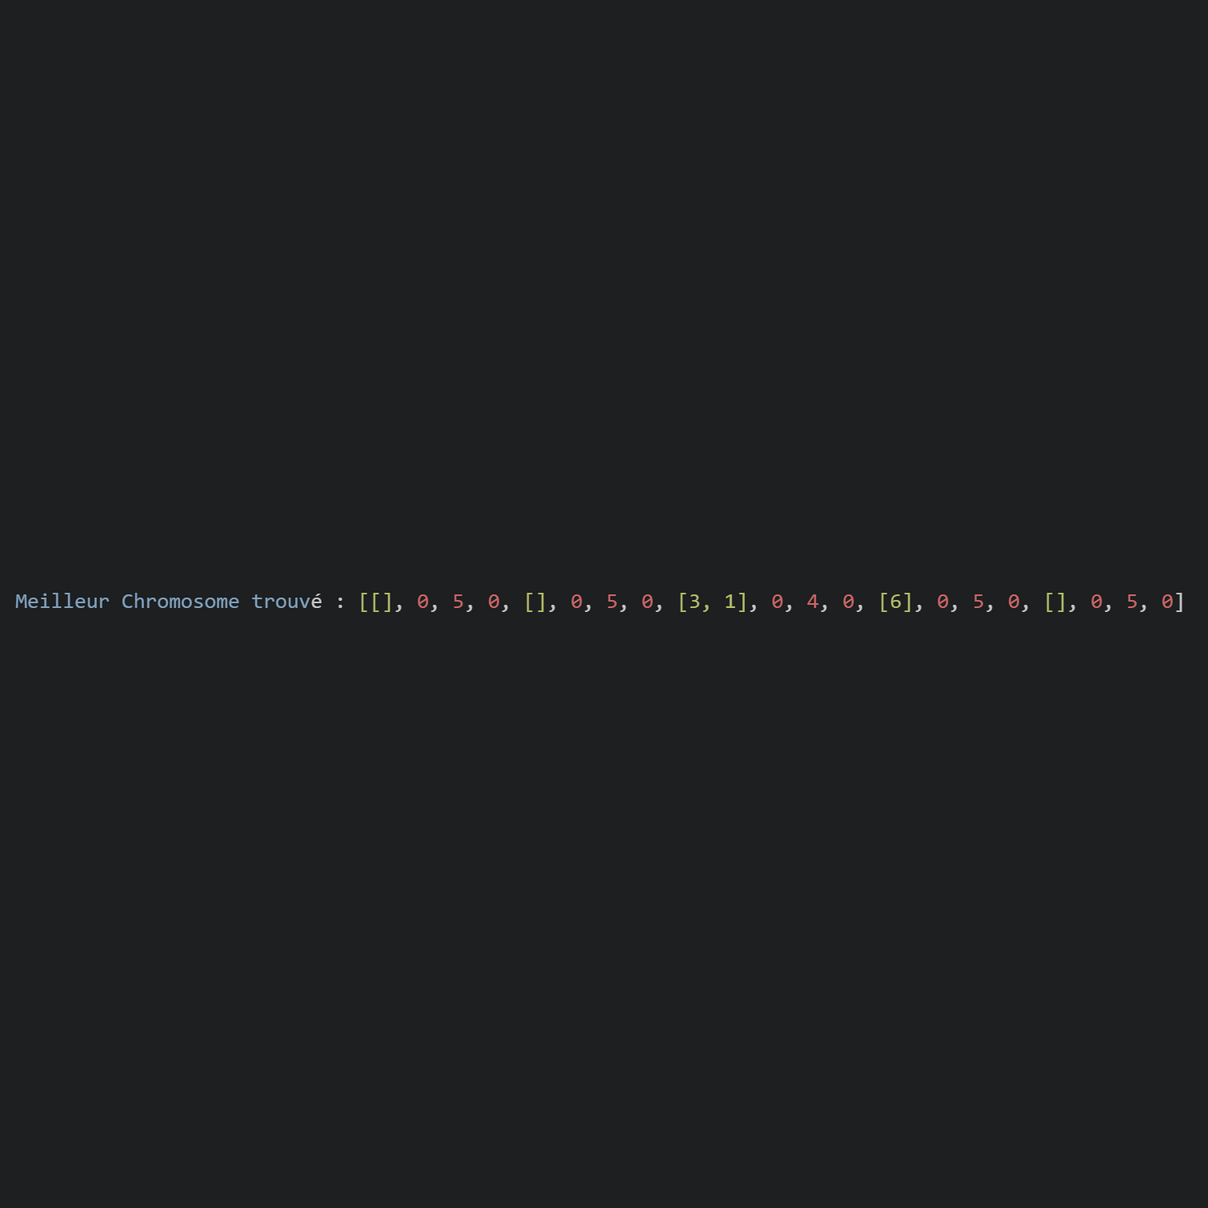 Meilleur Chromosome trouvé : [[], 0, 5, 0, [], 0, 5, 0, [3, 1], 0, 4, 0, [6], 0, 5, 0, [], 0, 5, 0]